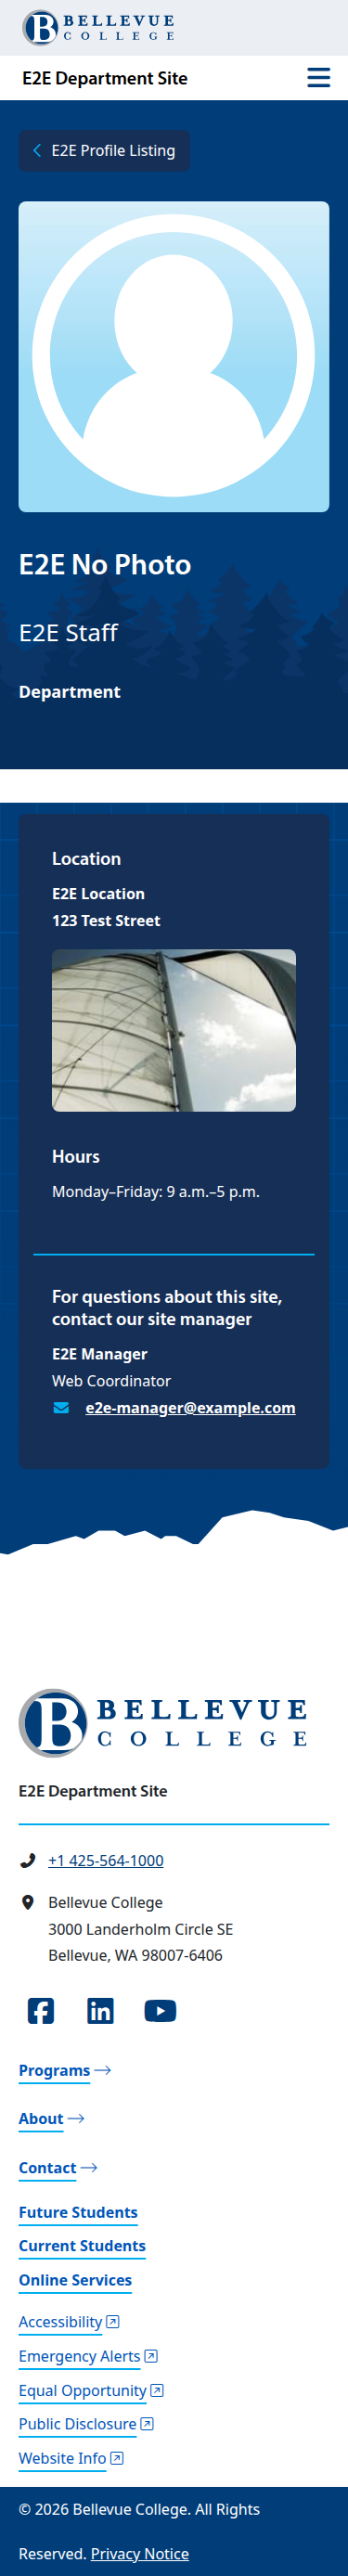 BELLEVUE
COLLEGE
E2E Department Site
E2E Profile Listing
E2E No Photo
E2E Staff
Department
Location
E2E Location
123 Test Street
Hours
Monday–Friday: 9 a.m.–5 p.m.
For questions about this site,
contact our site manager
E2E Manager
Web Coordinator
e2e-manager@example.com
B BELLEVUE
COLLEGE
E2E Department Site
+1 425-564-1000
Bellevue College
3000 Landerholm Circle SE
Bellevue, WA 98007-6406
Programs
About
Contact
Future Students
Current Students
Online Services
Accessibility
Emergency Alerts
Equal Opportunity
Public Disclosure
Website Info
© 2026 Bellevue College. All Rights
Reserved. Privacy Notice